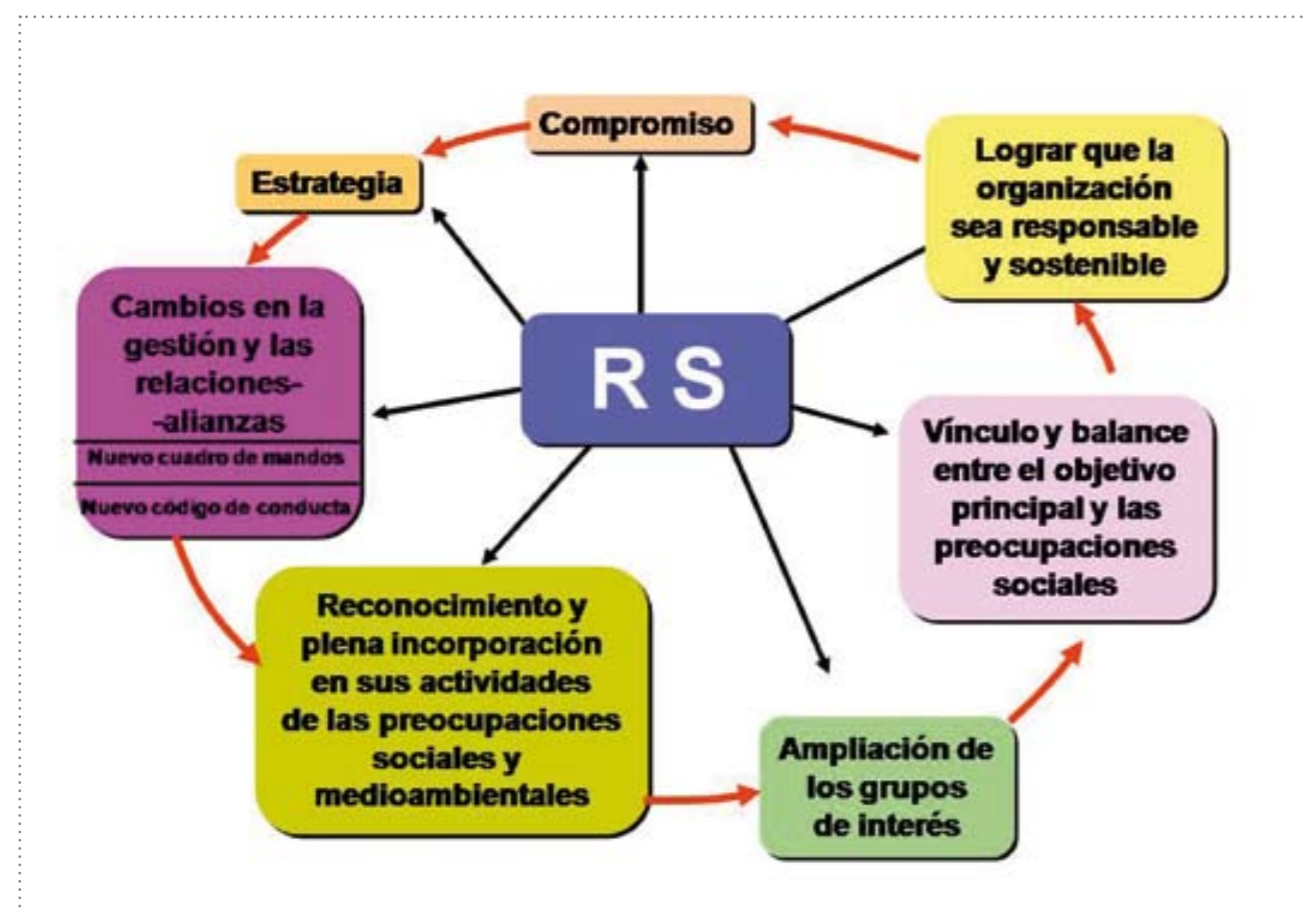 Compromiso
Estrategia
Lograr que la
organización
sea responsable
y sostenible
Cambios en la
gestión y las
relaciones-
-alianzas
Nuevo cuadro de mandos
Nuevo código de conducta
R S
Vínculo y balance
entre el objetivo
principal y las
preocupaciones
sociales
Reconocimiento y
plena incorporación
en sus actividades
de las preocupaciones
sociales y
medioambientales
Ampliación de
los grupos
de interés